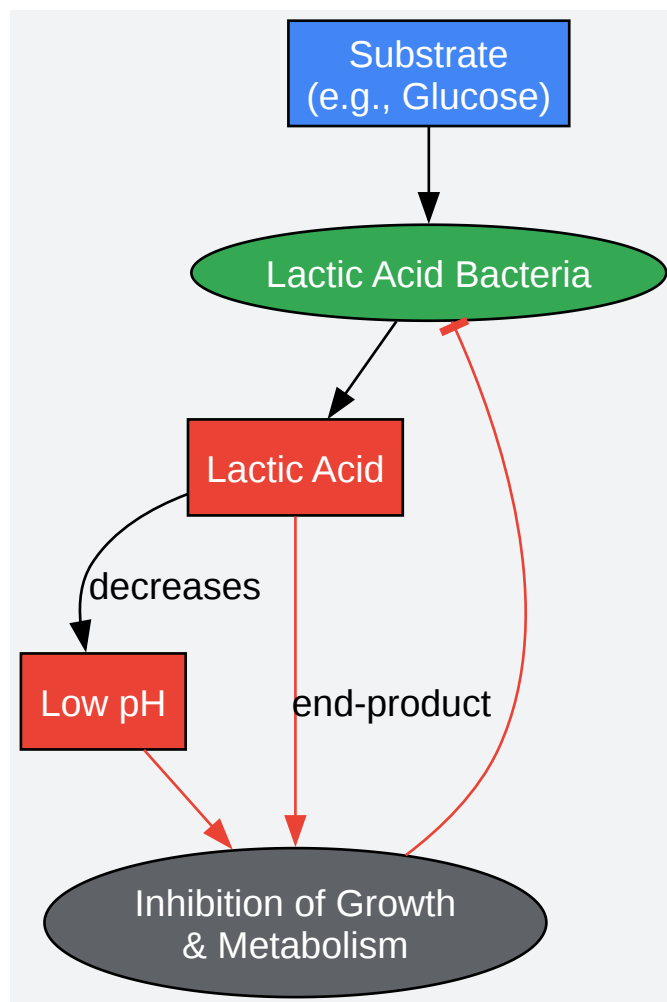 Substrate
(e.g., Glucose)
Lactic Acid Bacteria
Lactic Acid
decreases
Low pH
end-product
Inhibition of Growth
& Metabolism